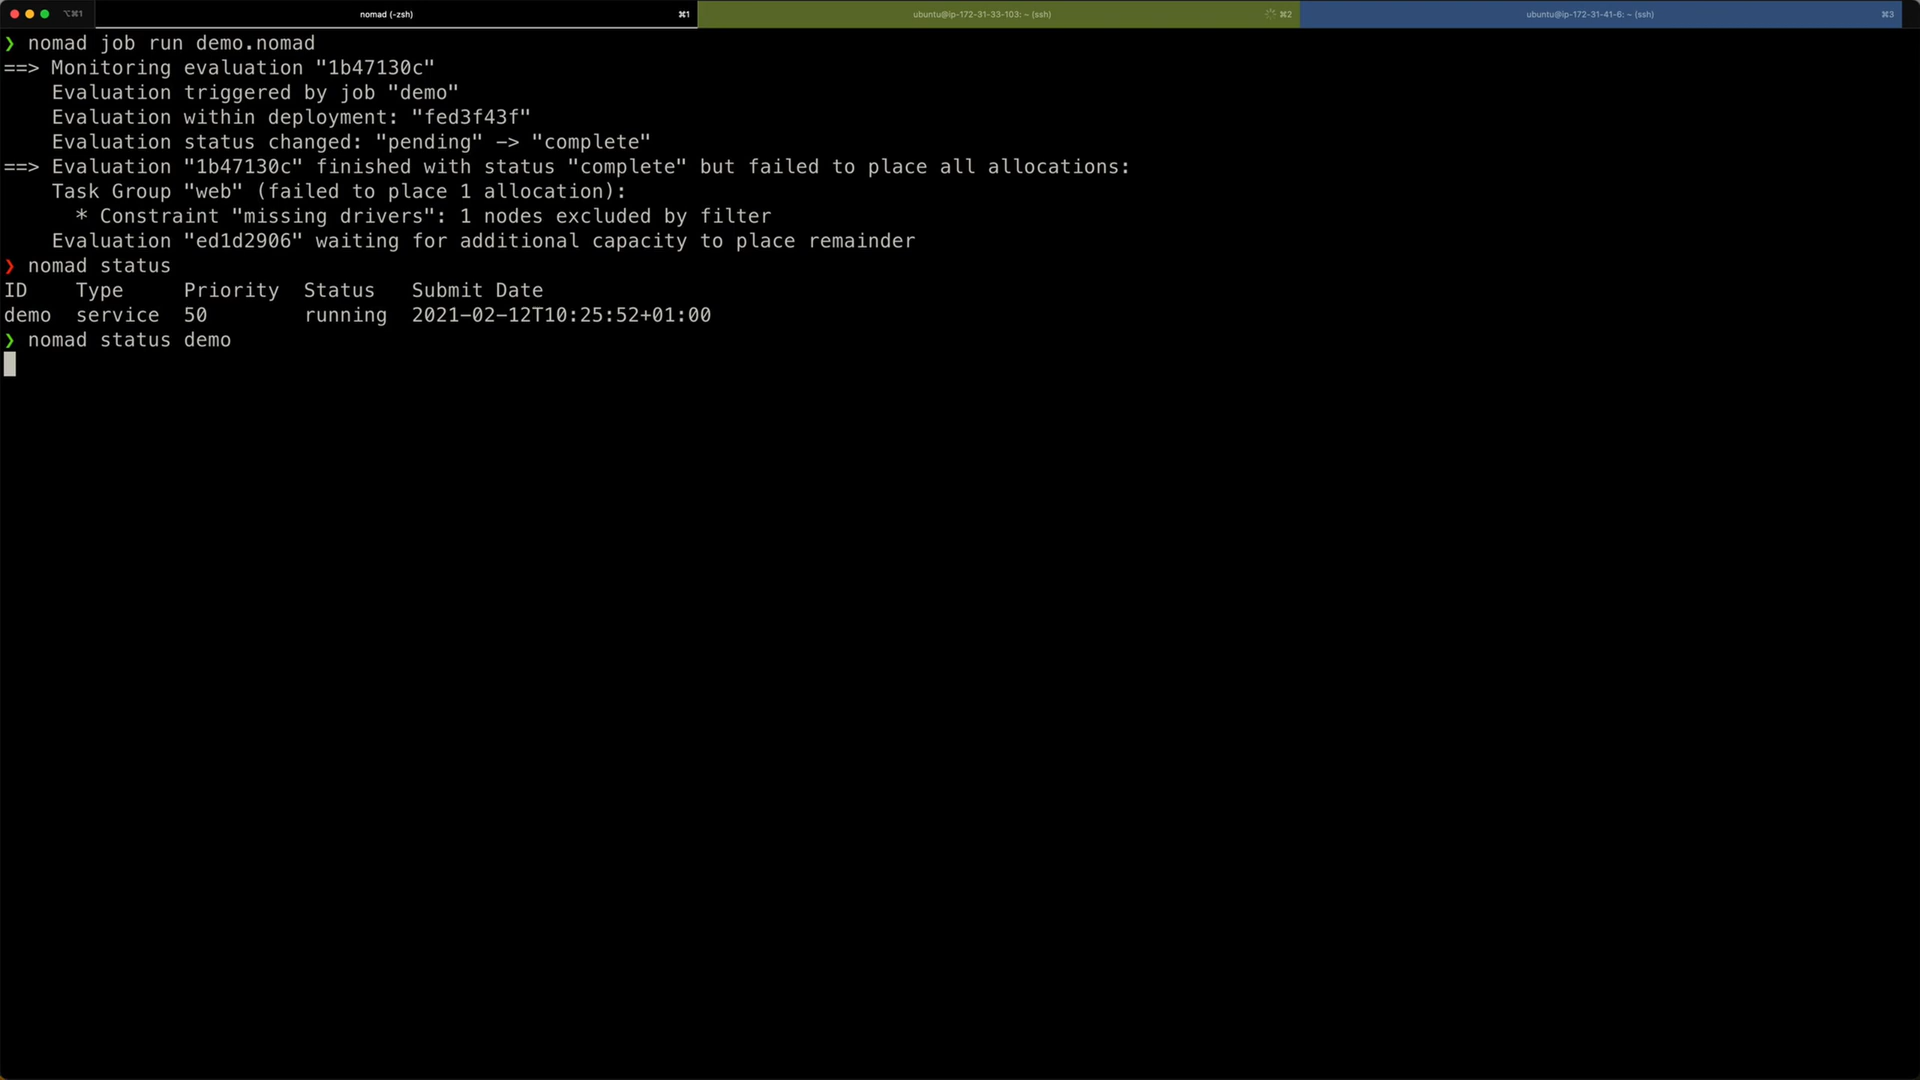 ⌥⌘1 nomad (-zsh) ⌘1 ubuntu@ip-172-31-33-103: ~ (ssh) ⌘2 ubuntu@ip-172-31-41-6: ~ (ssh) ⌘3
❯ nomad job run demo.nomad
==> Monitoring evaluation "1b47130c"
    Evaluation triggered by job "demo"
    Evaluation within deployment: "fed3f43f"
    Evaluation status changed: "pending" -> "complete"
==> Evaluation "1b47130c" finished with status "complete" but failed to place all allocations:
    Task Group "web" (failed to place 1 allocation):
      * Constraint "missing drivers": 1 nodes excluded by filter
    Evaluation "ed1d2906" waiting for additional capacity to place remainder
❯ nomad status
ID    Type     Priority  Status   Submit Date
demo  service  50        running  2021-02-12T10:25:52+01:00
❯ nomad status demo